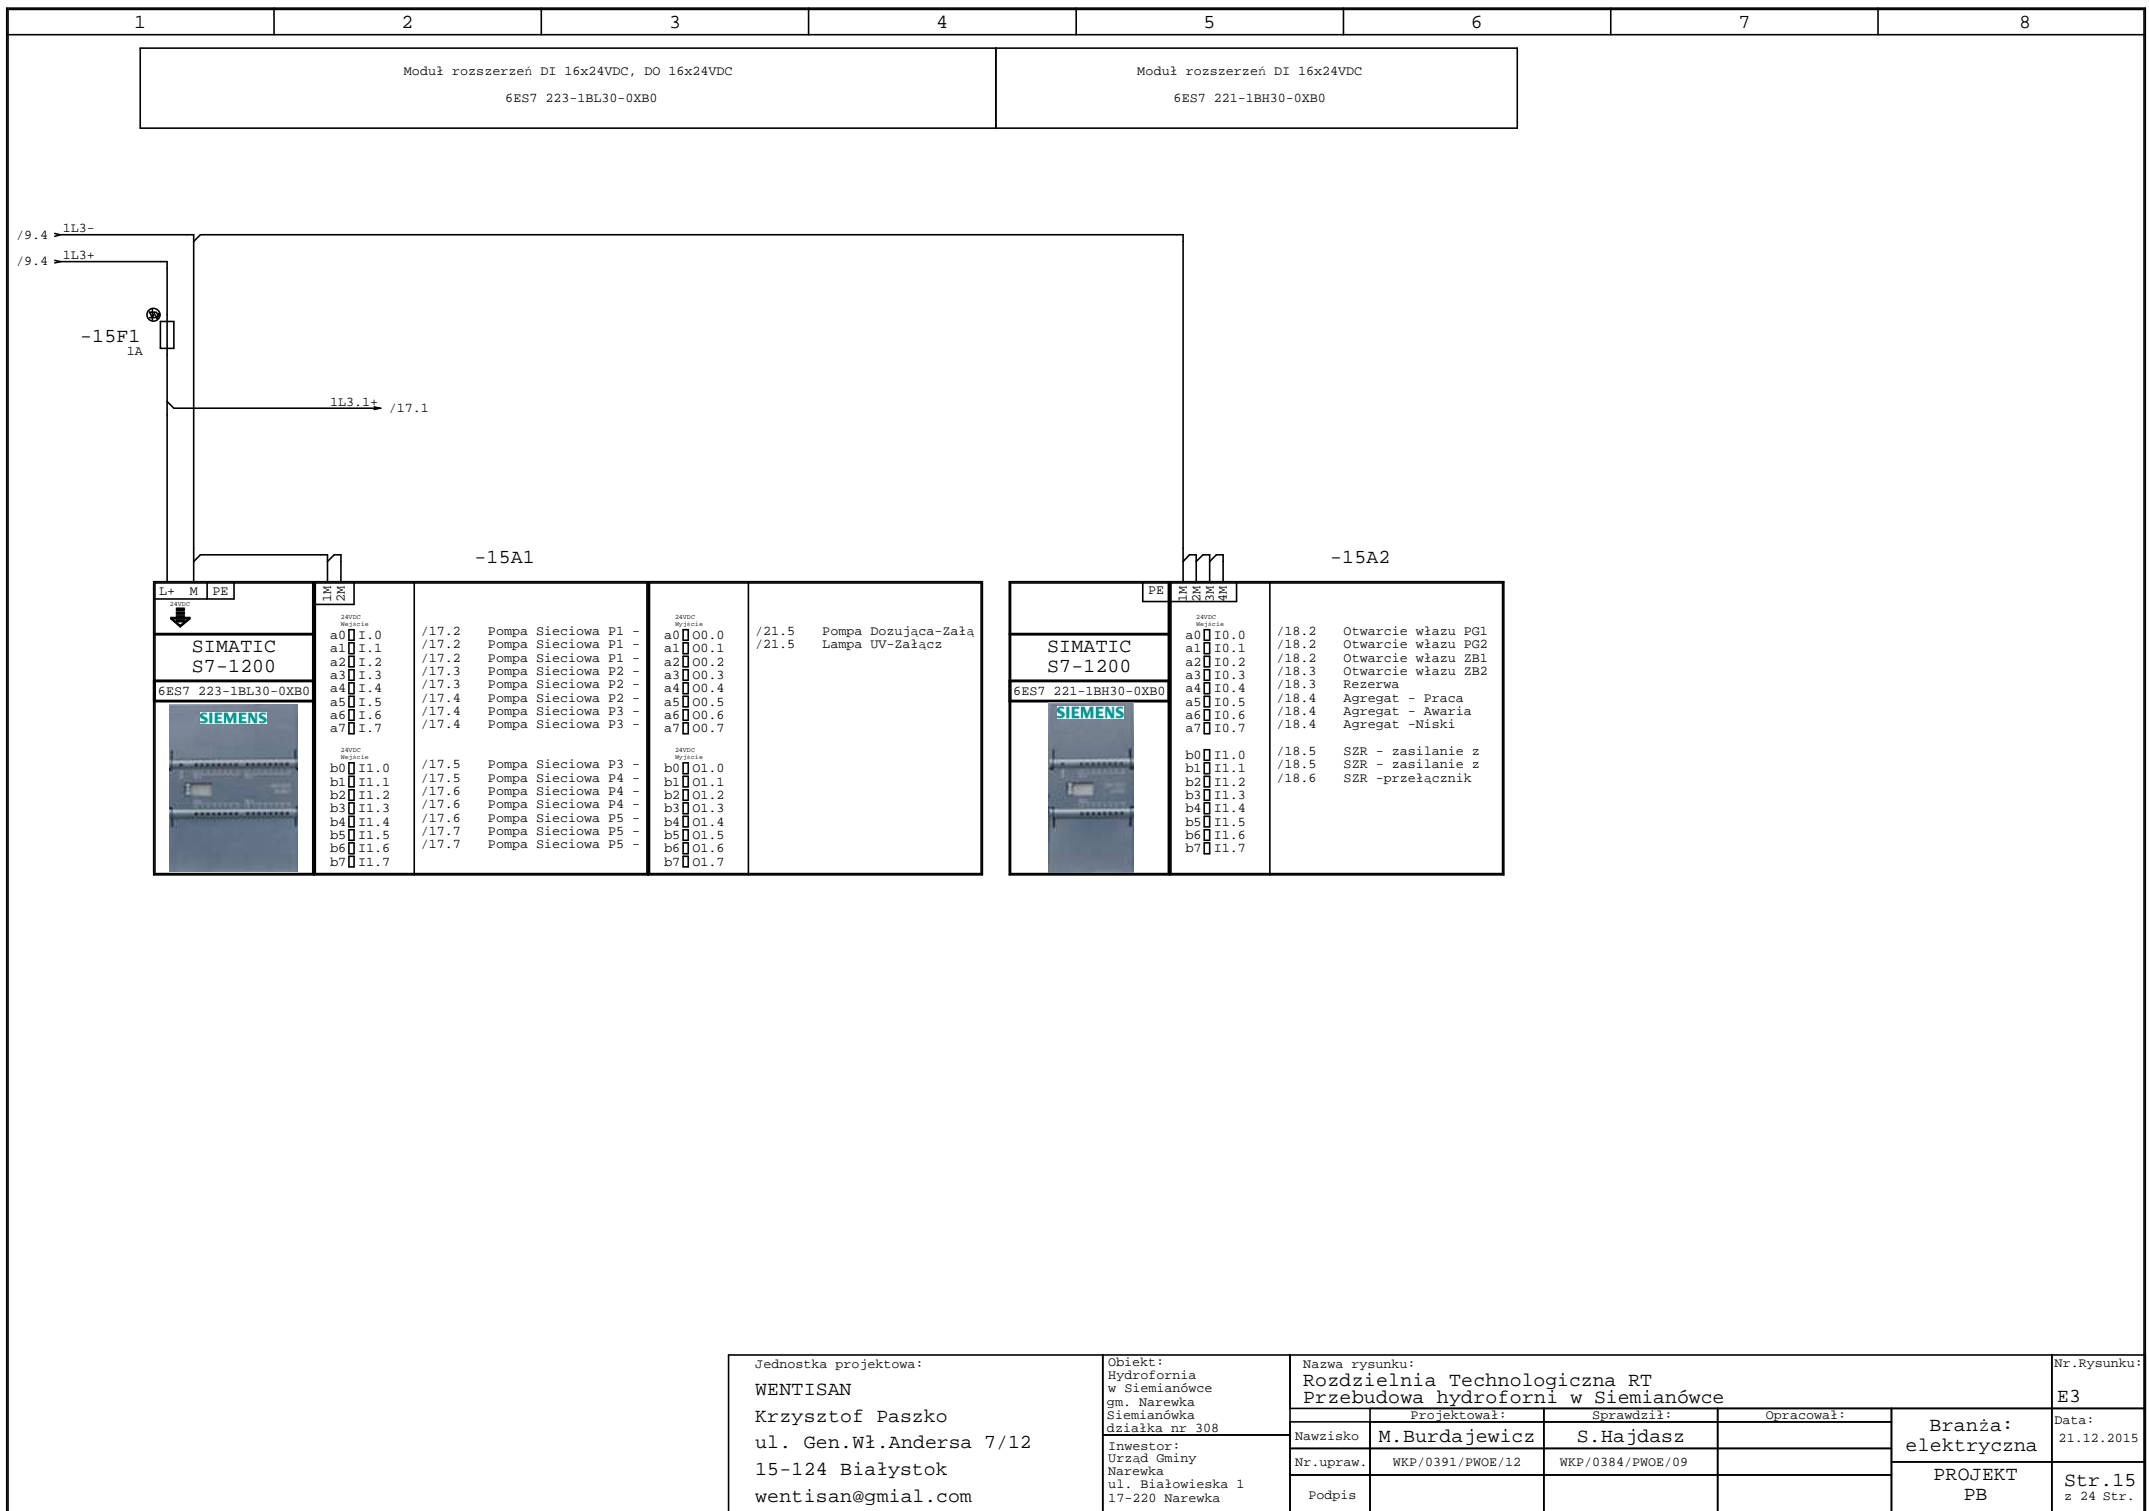 1 2 3 4 5 6 7 8
Moduł rozszerzeń DI 16x24VDC, DO 16x24VDC
6ES7 223-1BL30-0XB0
Moduł rozszerzeń DI 16x24VDC
6ES7 221-1BH30-0XB0
/9.4 1L3-
/9.4 1L3+
-15F1
1A
1L3.1+ /17.1
-15A1
L+ M PE
24VDC
SIMATIC
S7-1200
6ES7 223-1BL30-0XB0
SIEMENS
1M
2M
24VDC
Wejście
a0 I.0 /17.2 Pompa Sieciowa P1 -
a1 I.1 /17.2 Pompa Sieciowa P1 -
a2 I.2 /17.2 Pompa Sieciowa P1 -
a3 I.3 /17.3 Pompa Sieciowa P2 -
a4 I.4 /17.3 Pompa Sieciowa P2 -
a5 I.5 /17.4 Pompa Sieciowa P2 -
a6 I.6 /17.4 Pompa Sieciowa P3 -
a7 I.7 /17.4 Pompa Sieciowa P3 -
24VDC
Wejście
b0 I1.0 /17.5 Pompa Sieciowa P3 -
b1 I1.1 /17.5 Pompa Sieciowa P4 -
b2 I1.2 /17.6 Pompa Sieciowa P4 -
b3 I1.3 /17.6 Pompa Sieciowa P4 -
b4 I1.4 /17.6 Pompa Sieciowa P5 -
b5 I1.5 /17.7 Pompa Sieciowa P5 -
b6 I1.6 /17.7 Pompa Sieciowa P5 -
b7 I1.7
24VDC
Wyjście
a0 O0.0 /21.5 Pompa Dozująca-Załą
a1 O0.1 /21.5 Lampa UV-Załącz
a2 O0.2
a3 O0.3
a4 O0.4
a5 O0.5
a6 O0.6
a7 O0.7
24VDC
Wyjście
b0 O1.0
b1 O1.1
b2 O1.2
b3 O1.3
b4 O1.4
b5 O1.5
b6 O1.6
b7 O1.7
-15A2
PE
1M
2M
3M
4M
SIMATIC
S7-1200
6ES7 221-1BH30-0XB0
SIEMENS
24VDC
Wejście
a0 I0.0 /18.2 Otwarcie włazu PG1
a1 I0.1 /18.2 Otwarcie włazu PG2
a2 I0.2 /18.2 Otwarcie włazu ZB1
a3 I0.3 /18.3 Otwarcie włazu ZB2
a4 I0.4 /18.3 Rezerwa
a5 I0.5 /18.4 Agregat - Praca
a6 I0.6 /18.4 Agregat - Awaria
a7 I0.7 /18.4 Agregat -Niski
b0 I1.0 /18.5 SZR - zasilanie z
b1 I1.1 /18.5 SZR - zasilanie z
b2 I1.2 /18.6 SZR -przełącznik
b3 I1.3
b4 I1.4
b5 I1.5
b6 I1.6
b7 I1.7
Jednostka projektowa:
WENTISAN
Krzysztof Paszko
ul. Gen.Wł.Andersa 7/12
15-124 Białystok
wentisan@gmial.com
Obiekt:
Hydrofornia
w Siemianówce
gm. Narewka
Siemianówka
działka nr 308
Inwestor:
Urząd Gminy
Narewka
ul. Białowieska 1
17-220 Narewka
Nazwa rysunku:
Rozdzielnia Technologiczna RT
Przebudowa hydroforni w Siemianówce
Projektował: Sprawdził: Opracował:
Nawzisko M.Burdajewicz S.Hajdasz
Nr.upraw. WKP/0391/PWOE/12 WKP/0384/PWOE/09
Podpis
Branża:
elektryczna
PROJEKT
PB
Nr.Rysunku:
E3
Data:
21.12.2015
Str.15
z 24 Str.